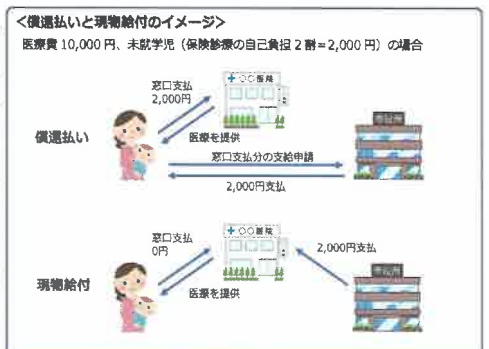 ＜償還払いと現物給付のイメージ＞
医療費 10,000 円、未就学児（保険診療の自己負担 2 割＝2,000 円）の場合
窓口支払
2,000円
○○医院
償還払い
医療を提供
窓口支払分の支給申請
2,000円支払
窓口支払
0円
○○医院
2,000円支払
現物給付
医療を提供